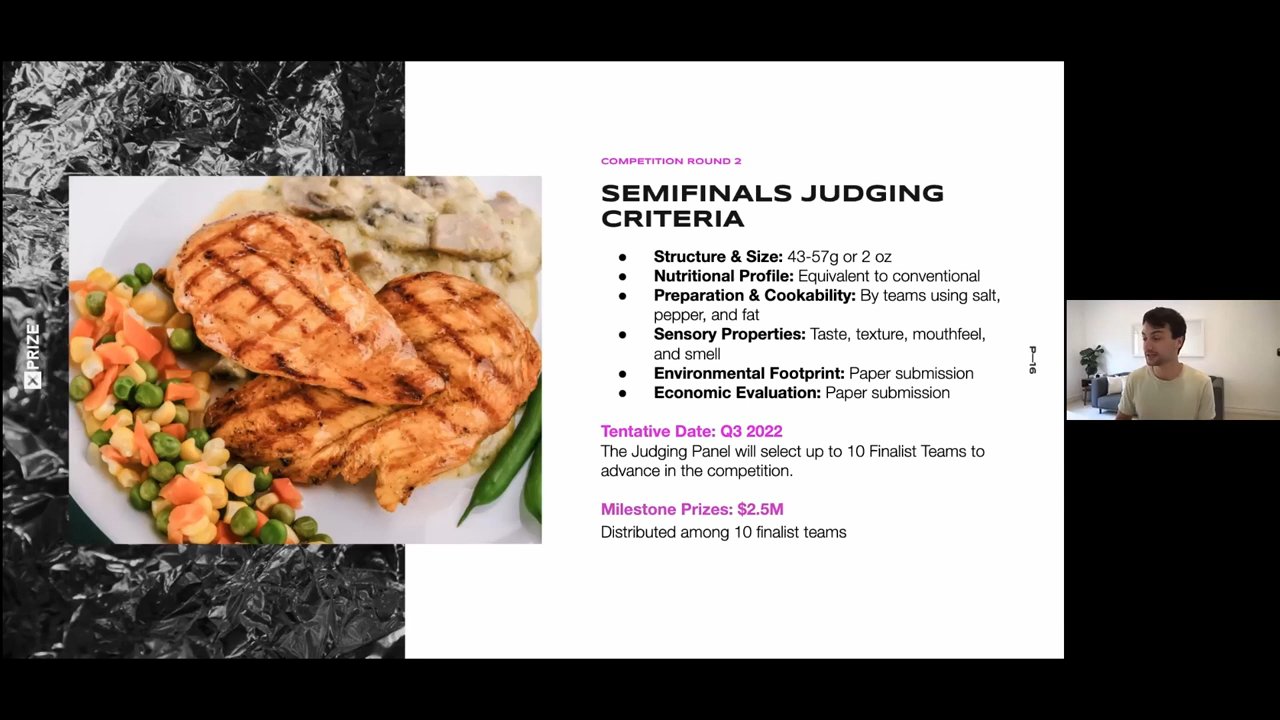 COMPETITION ROUND 2
SEMIFINALS JUDGING
CRITERIA
● Structure & Size: 43-57g or 2 oz
● Nutritional Profile: Equivalent to conventional
● Preparation & Cookability: By teams using salt,
pepper, and fat
● Sensory Properties: Taste, texture, mouthfeel,
and smell
● Environmental Footprint: Paper submission
● Economic Evaluation: Paper submission
Tentative Date: Q3 2022
The Judging Panel will select up to 10 Finalist Teams to
advance in the competition.
Milestone Prizes: $2.5M
Distributed among 10 finalist teams
XPRIZE
P—16